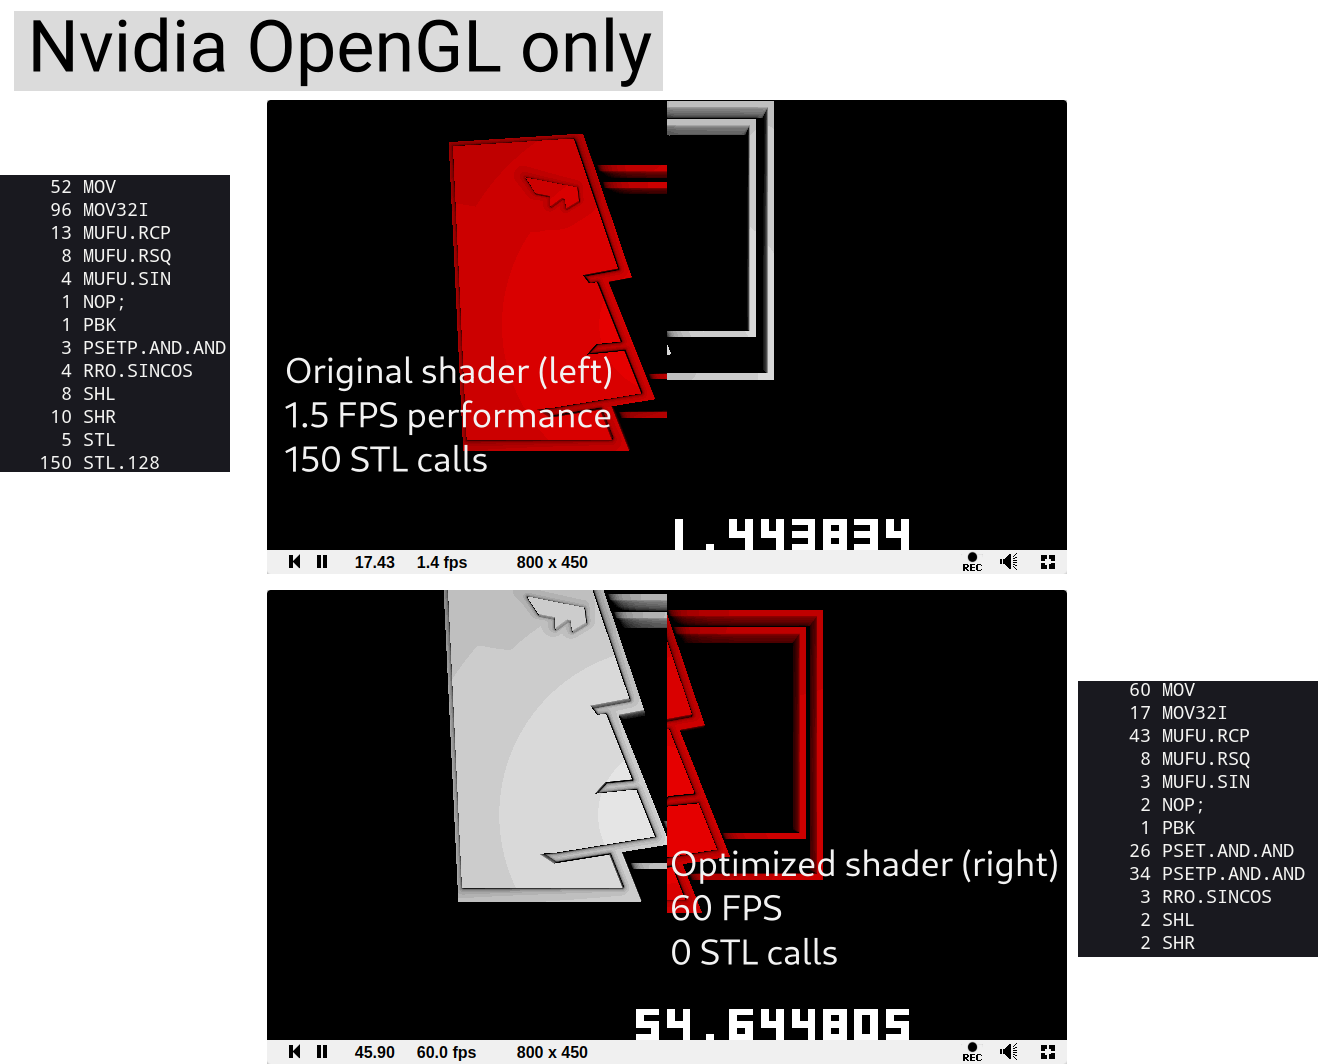 Nvidia OpenGL only
52 MOV
96 MOV32I
13 MUFU.RCP
8 MUFU.RSQ
4 MUFU.SIN
1 NOP;
1 PBK
3 PSETP.AND.AND
4 RRO.SINCOS
8 SHL
10 SHR
5 STL
150 STL.128
Original shader (left)
1.5 FPS performance
150 STL calls
1.443834
17.43 1.4 fps 800 x 450 REC
60 MOV
17 MOV32I
43 MUFU.RCP
8 MUFU.RSQ
3 MUFU.SIN
2 NOP;
1 PBK
26 PSET.AND.AND
34 PSETP.AND.AND
3 RRO.SINCOS
2 SHL
2 SHR
Optimized shader (right)
60 FPS
0 STL calls
54.644805
45.90 60.0 fps 800 x 450 REC